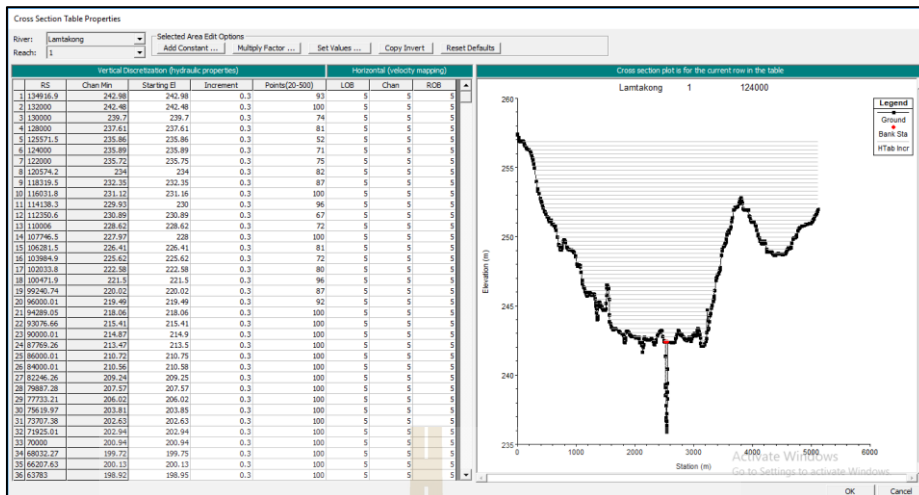 Cross Section Table Properties
River: Lamtakong
Reach: 1
Selected Area Edit Options
Add Constant ... Multiply Factor ... Set Values ... Copy Invert Reset Defaults
Vertical Discretization (hydraulic properties) Horizontal (velocity mapping)
RS Chan Min Starting El Increment Points(20-500) LOB Chan ROB
1 134916.9 242.98 242.98 0.3 93 5 5 5
2 132000 242.48 242.48 0.3 100 5 5 5
3 130000 239.7 239.7 0.3 74 5 5 5
4 128000 237.61 237.61 0.3 81 5 5 5
5 125571.5 235.86 235.86 0.3 52 5 5 5
6 124000 235.89 235.89 0.3 71 5 5 5
7 122000 235.72 235.75 0.3 75 5 5 5
8 120574.2 234 234 0.3 82 5 5 5
9 118319.5 232.35 232.35 0.3 87 5 5 5
10 116031.8 231.12 231.16 0.3 100 5 5 5
11 114138.3 229.93 230 0.3 96 5 5 5
12 112350.6 230.89 230.89 0.3 67 5 5 5
13 110006 228.62 228.62 0.3 72 5 5 5
14 107746.5 227.97 228 0.3 100 5 5 5
15 106281.5 226.41 226.41 0.3 81 5 5 5
16 103984.9 225.62 225.62 0.3 72 5 5 5
17 102033.8 222.58 222.58 0.3 80 5 5 5
18 100471.9 221.5 221.5 0.3 96 5 5 5
19 99240.74 220.02 220.02 0.3 87 5 5 5
20 96000.01 219.49 219.49 0.3 92 5 5 5
21 94289.05 218.06 218.06 0.3 100 5 5 5
22 93076.66 215.41 215.41 0.3 100 5 5 5
23 90000.01 214.87 214.9 0.3 100 5 5 5
24 87769.26 213.47 213.5 0.3 100 5 5 5
25 86000.01 210.72 210.75 0.3 100 5 5 5
26 84000.01 210.56 210.58 0.3 100 5 5 5
27 82246.26 209.24 209.25 0.3 100 5 5 5
28 79887.28 207.57 207.57 0.3 100 5 5 5
29 77733.21 206.02 206.02 0.3 100 5 5 5
30 75619.97 203.81 203.85 0.3 100 5 5 5
31 73707.38 202.63 202.63 0.3 100 5 5 5
32 71925.01 202.94 202.94 0.3 100 5 5 5
33 70000 200.94 200.94 0.3 100 5 5 5
34 68032.27 199.72 199.75 0.3 100 5 5 5
35 66207.63 200.13 200.13 0.3 100 5 5 5
36 63783 198.92 198.95 0.3 100 5 5 5
Cross section plot is for the current row in the table
Lamtakong 1 124000
Legend
Ground
Bank Sta
HTab Incr
260
255
250
245
240
235
Elevation (m)
0 1000 2000 3000 4000 5000 6000
Station (m)
Activate Windows
Go to Settings to activate Windows.
OK Cancel